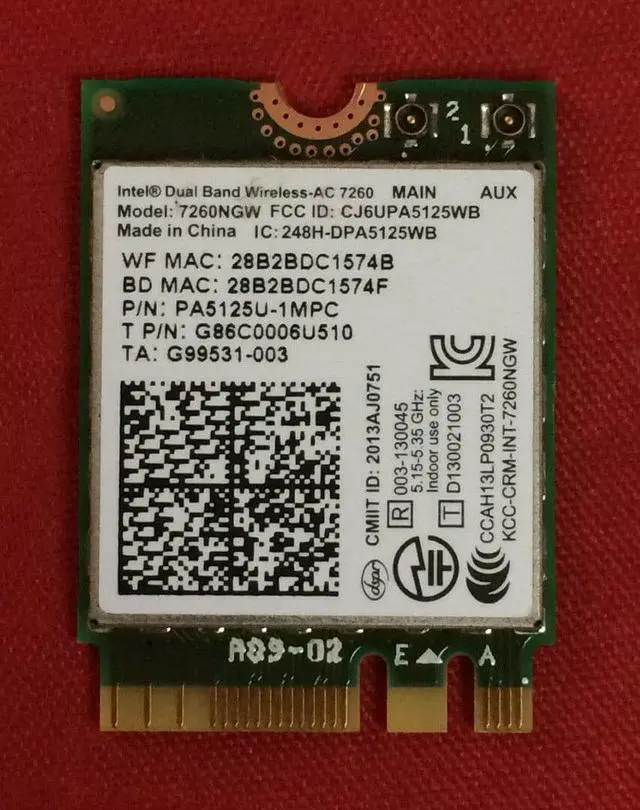 2
1
Intel® Dual Band Wireless-AC 7260 MAIN AUX
Model: 7260NGW FCC ID: CJ6UPA5125WB
Made in China IC: 248H-DPA5125WB
WF MAC: 28B2BDC1574B
BD MAC: 28B2BDC1574F
P/N: PA5125U-1MPC
T P/N: G86C0006U510
TA: G99531-003
CMIIT ID: 2013AJ0751
R 003-130045
5.15-5.35 GHz:
Indoor use only
T D130021003
CCAH13LP0930T2
KCC-CRM-INT-7260NGW
A09-02 E A